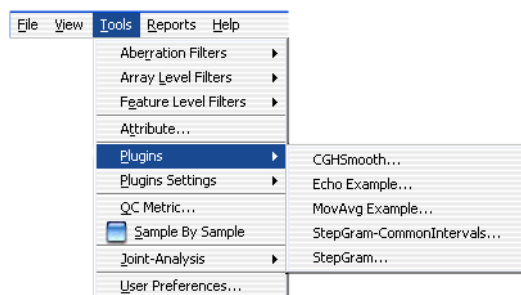 File View Tools Reports Help
Aberration Filters
Array Level Filters
Feature Level Filters
Attribute...
Plugins
CGHSmooth...
Plugins Settings
Echo Example...
QC Metric...
MovAvg Example...
Sample By Sample
StepGram-CommonIntervals...
Joint-Analysis
StepGram...
User Preferences...